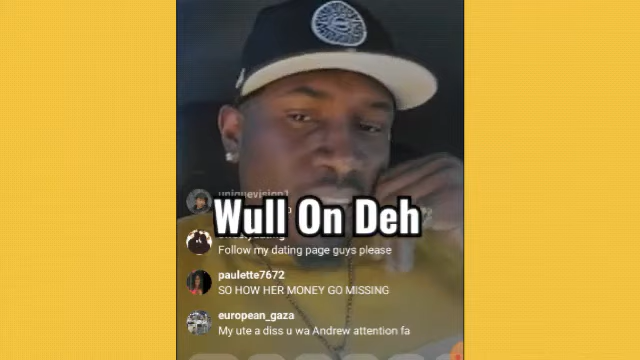 uniquevision1
Wull On Deh
Follow my dating page guys please
paulette7672
SO HOW HER MONEY GO MISSING
european_gaza
My ute a diss u wa Andrew attention fa